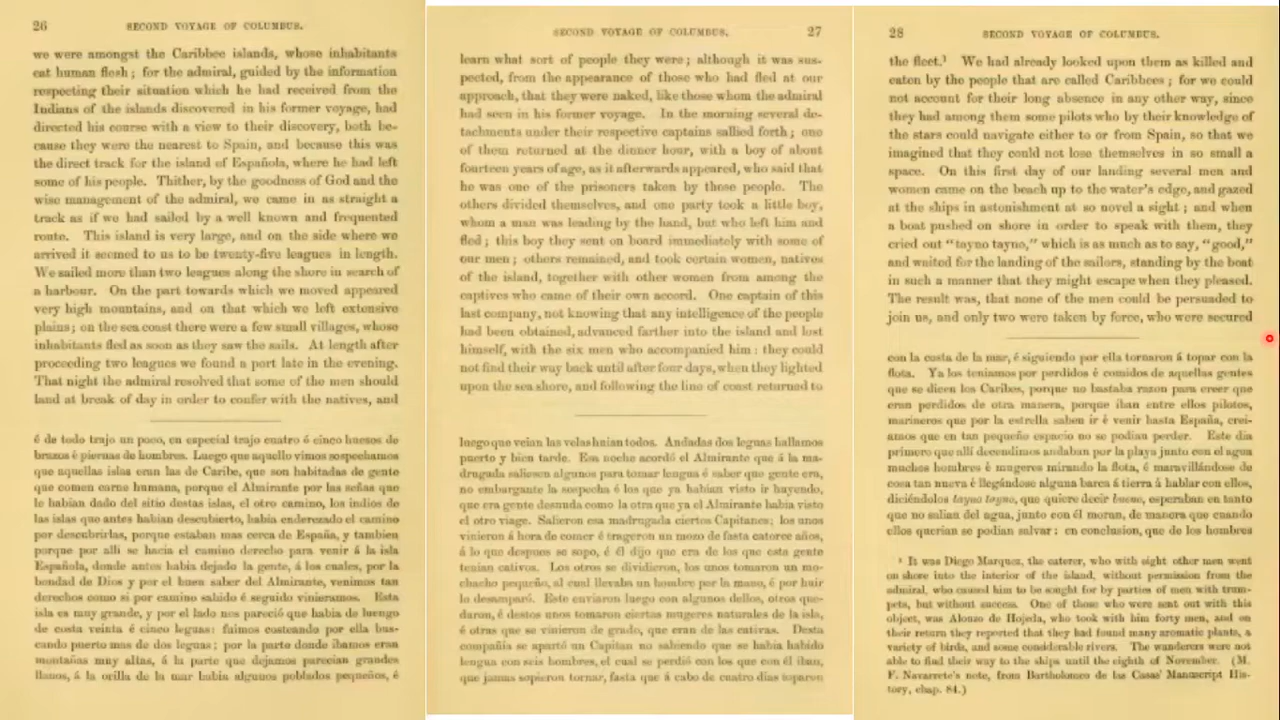 26 SECOND VOYAGE OF COLUMBUS.
we were amongst the Caribbee islands, whose inhabitants
eat human flesh; for the admiral, guided by the information
respecting their situation which he had received from the
Indians of the islands discovered in his former voyage, had
directed his course with a view to their discovery, both be-
cause they were the nearest to Spain, and because this was
the direct track for the island of Española, where he had left
some of his people. Thither, by the goodness of God and the
wise management of the admiral, we came in as straight a
track as if we had sailed by a well known and frequented
route. This island is very large, and on the side where we
arrived it seemed to us to be twenty-five leagues in length.
We sailed more than two leagues along the shore in search of
a harbour. On the part towards which we moved appeared
very high mountains, and on that which we left extensive
plains; on the sea coast there were a few small villages, whose
inhabitants fled as soon as they saw the sails. At length after
proceeding two leagues we found a port late in the evening.
That night the admiral resolved that some of the men should
land at break of day in order to confer with the natives, and
é de todo trajo un poco, en especial trajo cuatro ó cinco huesos de
brazos é piernas de hombres. Luego que aquello vimos sospechamos
que aquellas islas eran las de Caribe, que son habitadas de gente
que comen carne humana, porque el Almirante por las señas que
le habian dado del sitio destas islas, el otro camino, los indios de
las islas que antes habian descubierto, habia enderezado el camino
por descubrirlas, porque estaban mas cerca de España, y tambien
porque por allí se hacia el camino derecho para venir á la isla
Española, donde antes habia dejado la gente, á los cuales, por la
bondad de Dios y por el buen saber del Almirante, venimos tan
derechos como si por camino sabido é seguido vinieramos. Esta
isla es muy grande, y por el lado nos pareció que habia de luengo
de costa veinte é cinco leguas: fuimos costeando por ella bus-
cando puerto mas de dos leguas; por la parte donde ibamos eran
montañas muy altas, á la parte que dejamos parecian grandes
llanos, á la orilla de la mar habia algunos poblados pequeños, é
SECOND VOYAGE OF COLUMBUS. 27
learn what sort of people they were; although it was sus-
pected, from the appearance of those who had fled at our
approach, that they were naked, like those whom the admiral
had seen in his former voyage. In the morning several de-
tachments under their respective captains sallied forth; one
of them returned at the dinner hour, with a boy of about
fourteen years of age, as it afterwards appeared, who said that
he was one of the prisoners taken by these people. The
others divided themselves, and one party took a little boy,
whom a man was leading by the hand, but who left him and
fled; this boy they sent on board immediately with some of
our men; others remained, and took certain women, natives
of the island, together with other women from among the
captives who came of their own accord. One captain of this
last company, not knowing that any intelligence of the people
had been obtained, advanced farther into the island and lost
himself, with the six men who accompanied him: they could
not find their way back until after four days, when they lighted
upon the sea shore, and following the line of coast returned to
luego que veian las velas huian todos. Andadas dos leguas hallamos
puerto y bien tarde. Esa noche acordó el Almirante que á la ma-
drugada saliesen algunos para tomar lengua é saber que gente era,
no embargante la sospecha é los que ya habian visto ir huyendo,
que era gente desnuda como la otra que ya el Almirante habia visto
el otro viage. Salieron esa madrugada ciertos Capitanes; los unos
vinieron á hora de comer é trageron un mozo de fasta catorce años,
á lo que despues se sopo, é él dijo que era de los que esta gente
tenian cativos. Los otros se dividieron, los unos tomaron un mo-
chacho pequeño, al cual llevaba un hombre por la mano, é por huir
lo desamparó. Este enviaron luego con algunos dellos, otros que-
daron, é destos unos tomaron ciertas mugeres naturales de la isla,
é otras que se vinieron de grado, que eran de las cativas. Desta
compañia se apartó un Capitan no sabiendo que se habia habido
lengua con seis hombres, el cual se perdió con los que con él iban,
que jamas sopieron tornar, fasta que á cabo de cuatro dias toparon
28 SECOND VOYAGE OF COLUMBUS.
the fleet.¹ We had already looked upon them as killed and
eaten by the people that are called Caribbees; for we could
not account for their long absence in any other way, since
they had among them some pilots who by their knowledge of
the stars could navigate either to or from Spain, so that we
imagined that they could not lose themselves in so small a
space. On this first day of our landing several men and
women came on the beach up to the water's edge, and gazed
at the ships in astonishment at so novel a sight; and when
a boat pushed on shore in order to speak with them, they
cried out "tayno tayno," which is as much as to say, "good,"
and waited for the landing of the sailors, standing by the boat
in such a manner that they might escape when they pleased.
The result was, that none of the men could be persuaded to
join us, and only two were taken by force, who were secured
con la costa de la mar, é siguiendo por ella tornaron á topar con la
flota. Ya los teniamos por perdidos é comidos de aquellas gentes
que se dicen los Caribes, porque no bastaba razon para creer que
eran perdidos de otra manera, porque iban entre ellos pilotos,
marineros que por la estrella saben ir é venir hasta España, crei-
amos que en tan pequeño espacio no se podian perder. Este dia
primero que allí decendimos andaban por la playa junto con el agua
muchos hombres é mugeres mirando la flota, é maravillándose de
cosa tan nueva é llegándose alguna barca á tierra á hablar con ellos,
diciéndolos tayno tayno, que quiere decir bueno, esperaban en tanto
que no salian del agua, junto con él moran, de manera que cuando
ellos querian se podian salvar: en conclusion, que de los hombres
¹ It was Diego Marquez, the caterer, who with eight other men went
on shore into the interior of the island, without permission from the
admiral, who caused him to be sought for by parties of men with trum-
pets, but without success. One of those who were sent out with this
object, was Alonzo de Hojeda, who took with him forty men, and on
their return they reported that they had found many aromatic plants, a
variety of birds, and some considerable rivers. The wanderers were not
able to find their way to the ships until the eighth of November. (M.
F. Navarrete's note, from Bartholomeo de las Casas' Manuscript His-
tory, chap. 84.)